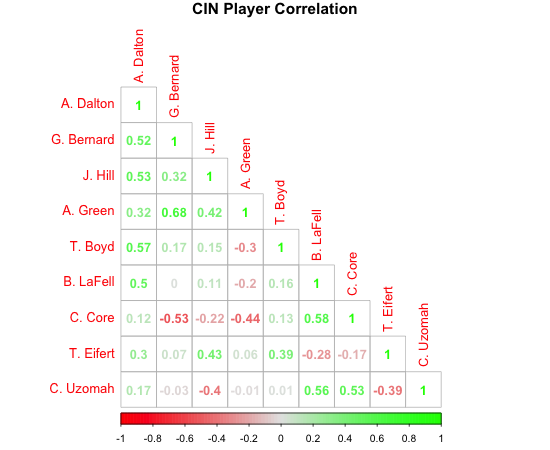 CIN Player Correlation
A. Dalton
G. Bernard
J. Hill
A. Green
T. Boyd
B. LaFell
C. Core
T. Eifert
C. Uzomah
A. Dalton 1
G. Bernard 0.52 1
J. Hill 0.53 0.32 1
A. Green 0.32 0.68 0.42 1
T. Boyd 0.57 0.17 0.15 -0.3 1
B. LaFell 0.5 0 0.11 -0.2 0.16 1
C. Core 0.12 -0.53 -0.22 -0.44 0.13 0.58 1
T. Eifert 0.3 0.07 0.43 0.06 0.39 -0.28 -0.17 1
C. Uzomah 0.17 -0.03 -0.4 -0.01 0.01 0.56 0.53 -0.39 1
-1 -0.8 -0.6 -0.4 -0.2 0 0.2 0.4 0.6 0.8 1